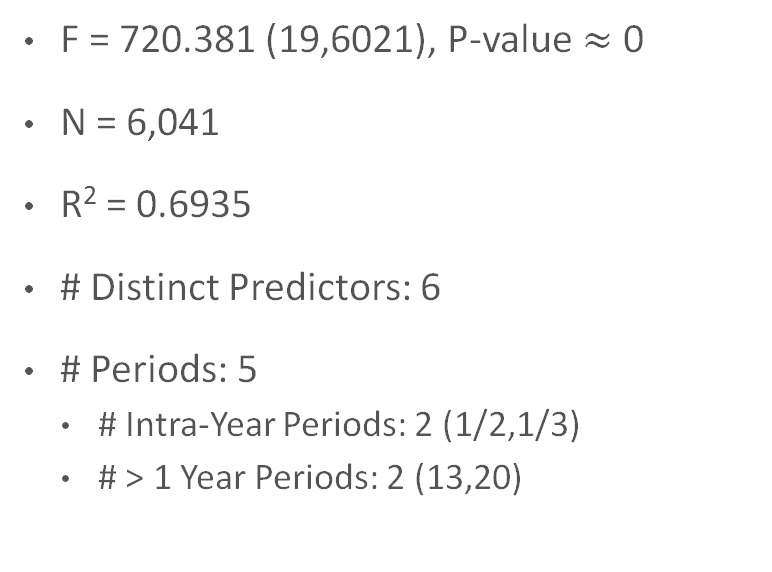 • F = 720.381 (19,6021), P-value ≈ 0
• N = 6,041
• R² = 0.6935
• # Distinct Predictors: 6
• # Periods: 5
• # Intra-Year Periods: 2 (1/2,1/3)
• # > 1 Year Periods: 2 (13,20)